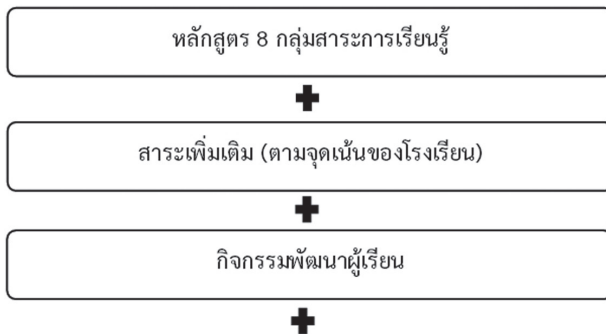 หลักสูตร 8 กลุ่มสาระการเรียนรู้
สาระเพิ่มเติม (ตามจุดเน้นของโรงเรียน)
กิจกรรมพัฒนาผู้เรียน